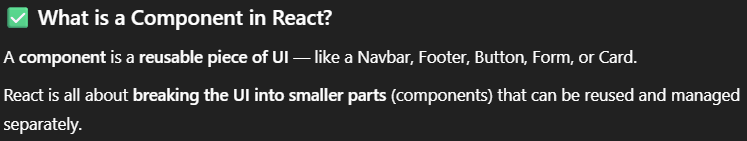 ✅ What is a Component in React?
A component is a reusable piece of UI — like a Navbar, Footer, Button, Form, or Card.
React is all about breaking the UI into smaller parts (components) that can be reused and managed
separately.